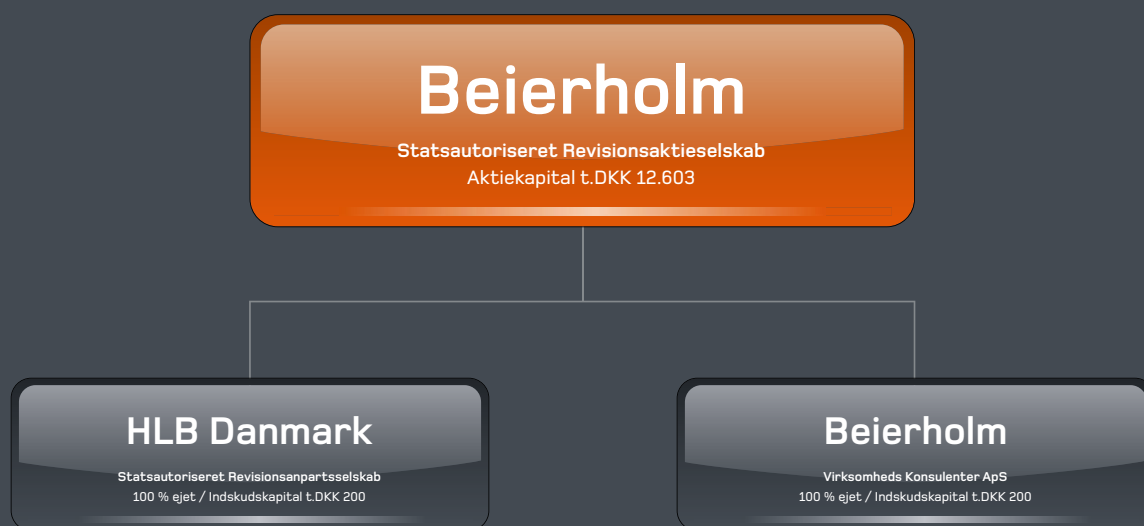 Beierholm
Statsautoriseret Revisionsaktieselskab
Aktiekapital t.DKK 12.603
HLB Danmark
Statsautoriseret Revisionsanpartsselskab
100 % ejet / Indskudskapital t.DKK 200
Beierholm
Virksomheds Konsulenter ApS
100 % ejet / Indskudskapital t.DKK 200